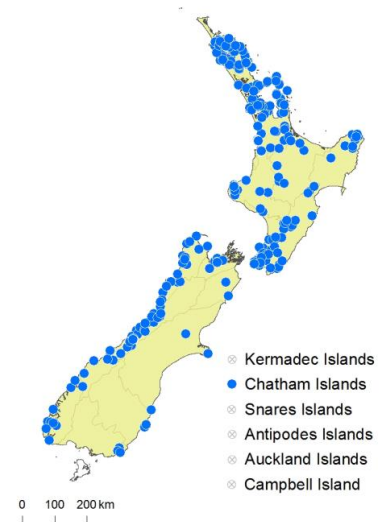 Kermadec Islands
Chatham Islands
Snares Islands
Antipodes Islands
Auckland Islands
Campbell Island
0 100 200 km